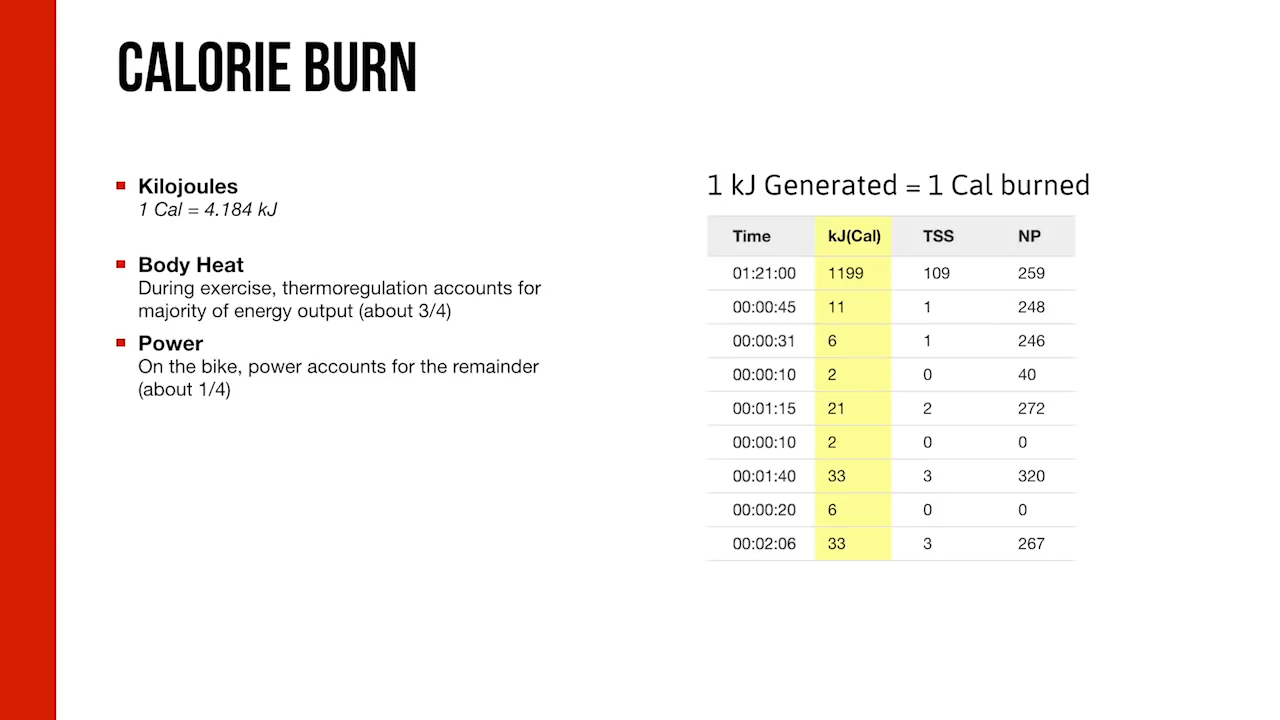 CALORIE BURN
Kilojoules
1 Cal = 4.184 kJ
Body Heat
During exercise, thermoregulation accounts for
majority of energy output (about 3/4)
Power
On the bike, power accounts for the remainder
(about 1/4)
1 kJ Generated = 1 Cal burned
Time kJ(Cal) TSS NP
01:21:00 1199 109 259
00:00:45 11 1 248
00:00:31 6 1 246
00:00:10 2 0 40
00:01:15 21 2 272
00:00:10 2 0 0
00:01:40 33 3 320
00:00:20 6 0 0
00:02:06 33 3 267